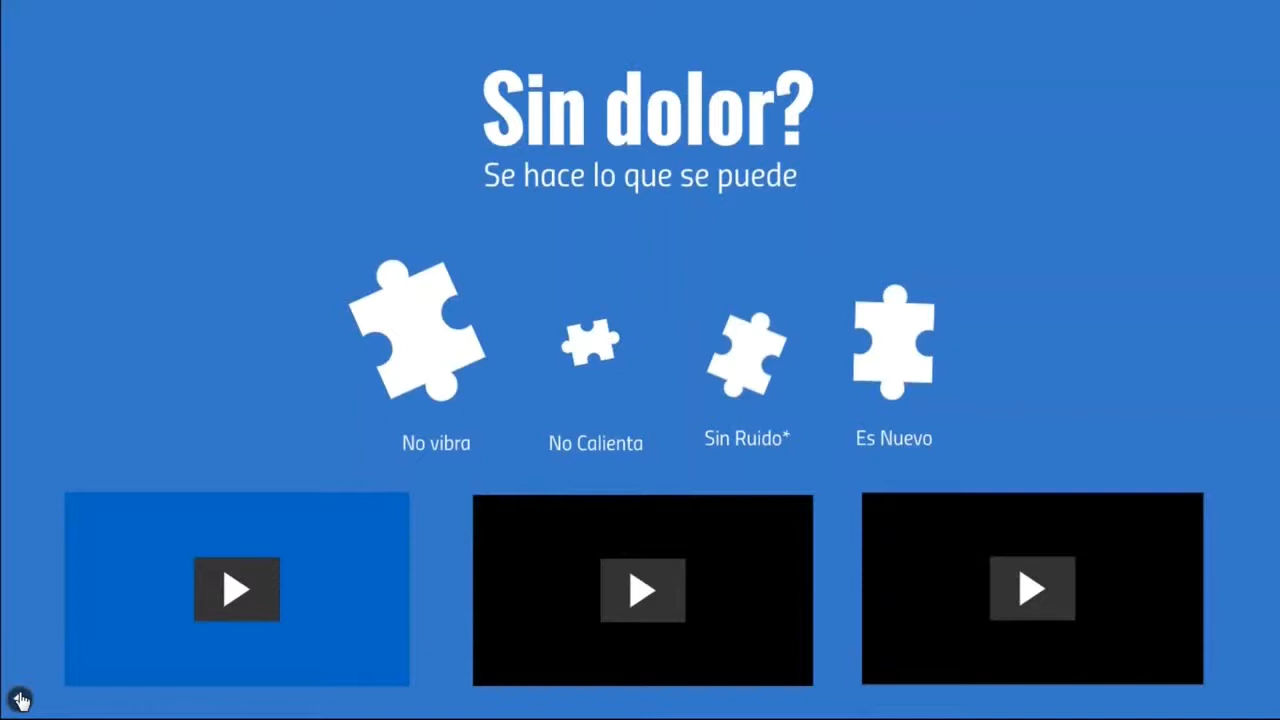 Sin dolor?
Se hace lo que se puede
No vibra
No Calienta
Sin Ruido*
Es Nuevo